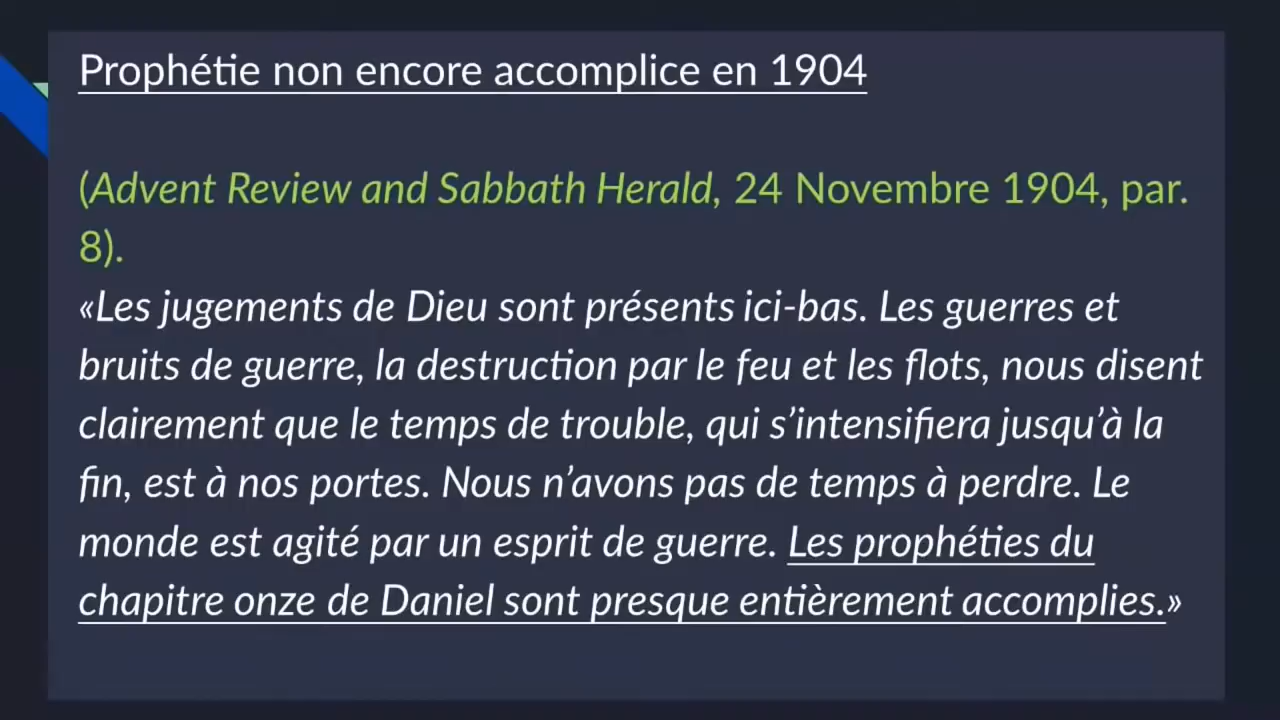 Prophétie non encore accomplice en 1904
(Advent Review and Sabbath Herald, 24 Novembre 1904, par.
8).
«Les jugements de Dieu sont présents ici-bas. Les guerres et
bruits de guerre, la destruction par le feu et les flots, nous disent
clairement que le temps de trouble, qui s’intensifiera jusqu’à la
fin, est à nos portes. Nous n’avons pas de temps à perdre. Le
monde est agité par un esprit de guerre. Les prophéties du
chapitre onze de Daniel sont presque entièrement accomplies.»